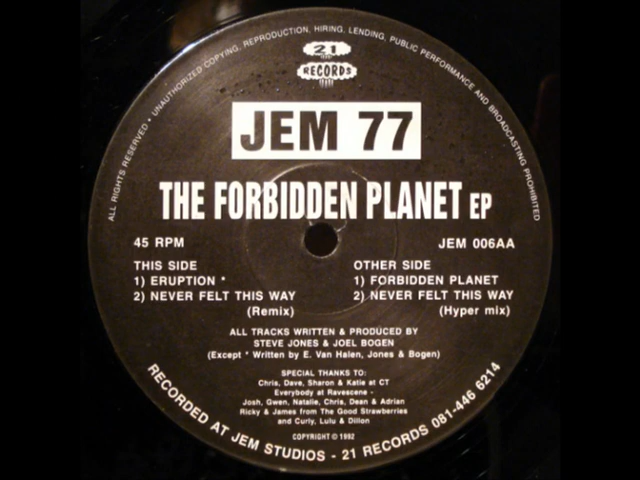 ALL RIGHTS RESERVED • UNAUTHORIZED COPYING, REPRODUCTION, HIRING, LENDING, PUBLIC PERFORMANCE AND BROADCASTING PROHIBITED
21
RECORDS
JEM 77
THE FORBIDDEN PLANET EP
45 RPM
JEM 006AA
THIS SIDE
1) ERUPTION *
2) NEVER FELT THIS WAY
(Remix)
OTHER SIDE
1) FORBIDDEN PLANET
2) NEVER FELT THIS WAY
(Hyper mix)
ALL TRACKS WRITTEN & PRODUCED BY
STEVE JONES & JOEL BOGEN
(Except * Written by E. Van Halen, Jones & Bogen)
SPECIAL THANKS TO:
Chris, Dave, Sharon & Katie at CT
Everybody at Ravescene -
Josh, Gwen, Natalie, Chris, Dean & Adrian
Ricky & James from The Good Strawberries
and Curly, Lulu & Dillon
COPYRIGHT © 1992
RECORDED AT JEM STUDIOS - 21 RECORDS 081-446 6214